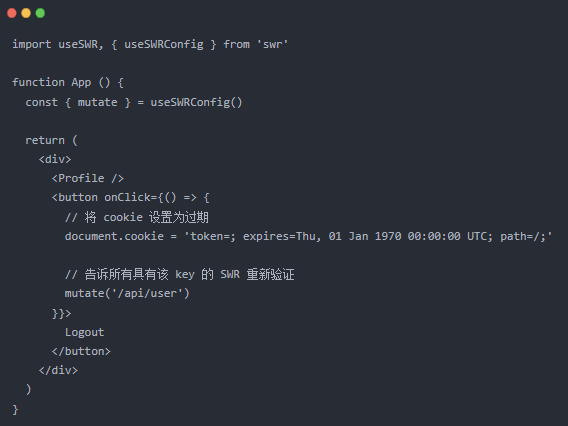 import useSWR, { useSWRConfig } from 'swr'
function App () {
  const { mutate } = useSWRConfig()
  return (
    <div>
      <Profile />
      <button onClick={() => {
        // 将 cookie 设置为过期
        document.cookie = 'token=; expires=Thu, 01 Jan 1970 00:00:00 UTC; path=/;'
        // 告诉所有具有该 key 的 SWR 重新验证
        mutate('/api/user')
      }}>
        Logout
      </button>
    </div>
  )
}